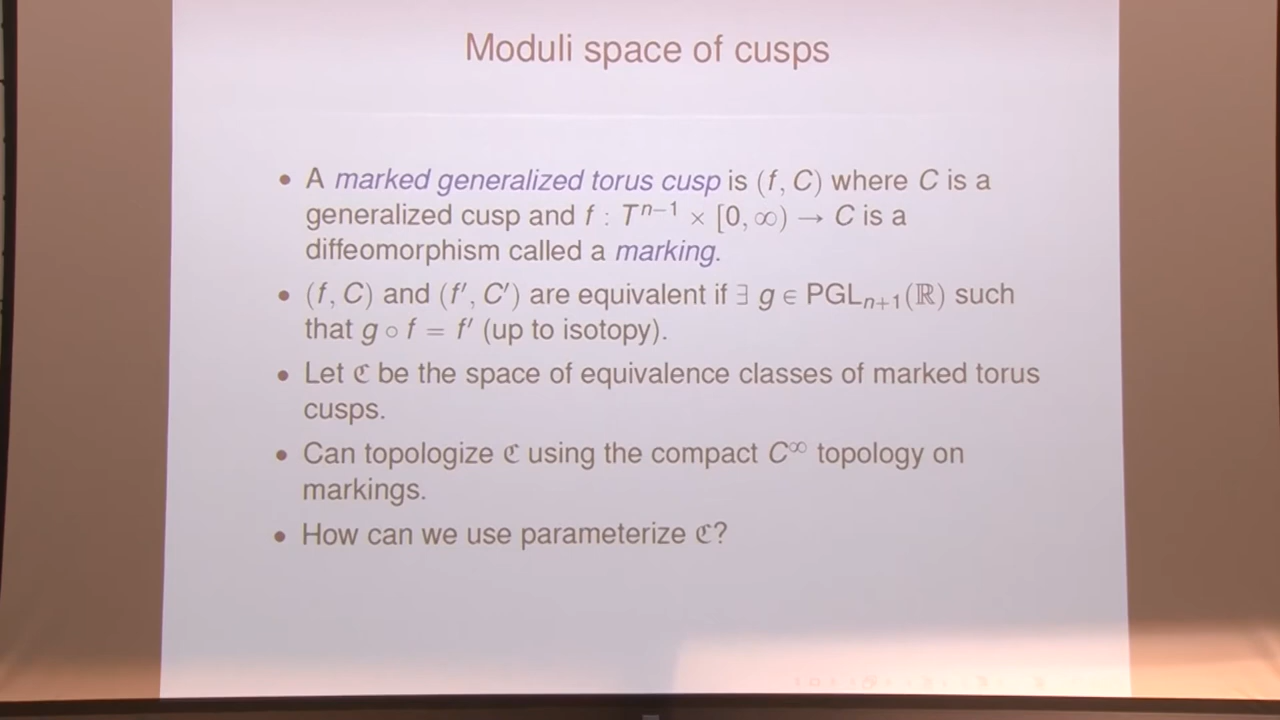 Moduli space of cusps
• A marked generalized torus cusp is (f, C) where C is a
generalized cusp and f : Tⁿ⁻¹ × [0, ∞) → C is a
diffeomorphism called a marking.
• (f, C) and (f′, C′) are equivalent if ∃ g ∈ PGLₙ₊₁(ℝ) such
that g ∘ f = f′ (up to isotopy).
• Let ℭ be the space of equivalence classes of marked torus
cusps.
• Can topologize ℭ using the compact C^∞ topology on
markings.
• How can we use parameterize ℭ?